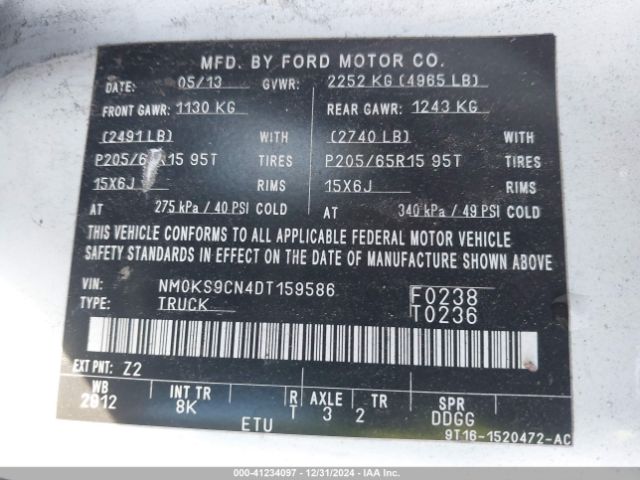 MFD. BY FORD MOTOR CO.
DATE: 05/13 GVWR: 2252 KG (4965 LB)
FRONT GAWR: 1130 KG REAR GAWR: 1243 KG
(2491 LB) WITH (2740 LB) WITH
P205/65R15 95T TIRES P205/65R15 95T TIRES
15X6J RIMS 15X6J RIMS
AT 275 kPa / 40 PSI COLD AT 340 kPa / 49 PSI COLD
THIS VEHICLE CONFORMS TO ALL APPLICABLE FEDERAL MOTOR VEHICLE
SAFETY STANDARDS IN EFFECT ON THE DATE OF MANUFACTURE SHOWN ABOVE
VIN: NM0KS9CN4DT159586 F0238
TYPE: TRUCK T0236
EXT PNT: Z2
WB INT TR R AXLE TR SPR
2912 8K T 3 2 DDGG
ETU 9T16-1520472-AC
000-41234097 - 12/31/2024 - IAA, Inc.